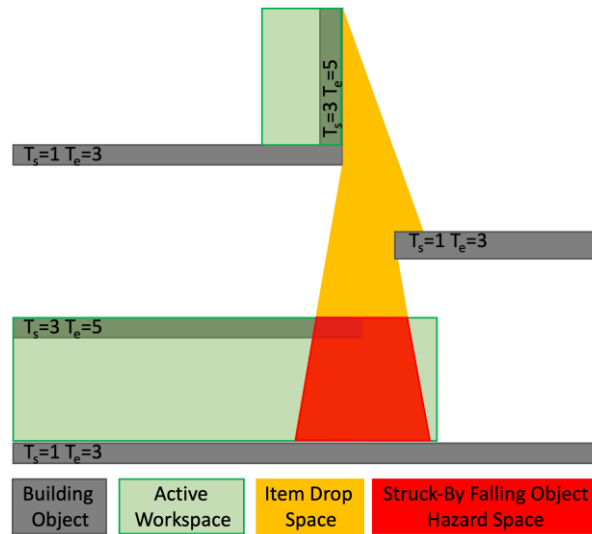 Tₛ=3 Tₑ=5
Tₛ=1 Tₑ=3
Tₛ=1 Tₑ=3
Tₛ=3 Tₑ=5
Tₛ=1 Tₑ=3
Building
Object
Active
Workspace
Item Drop
Space
Struck-By Falling Object
Hazard Space